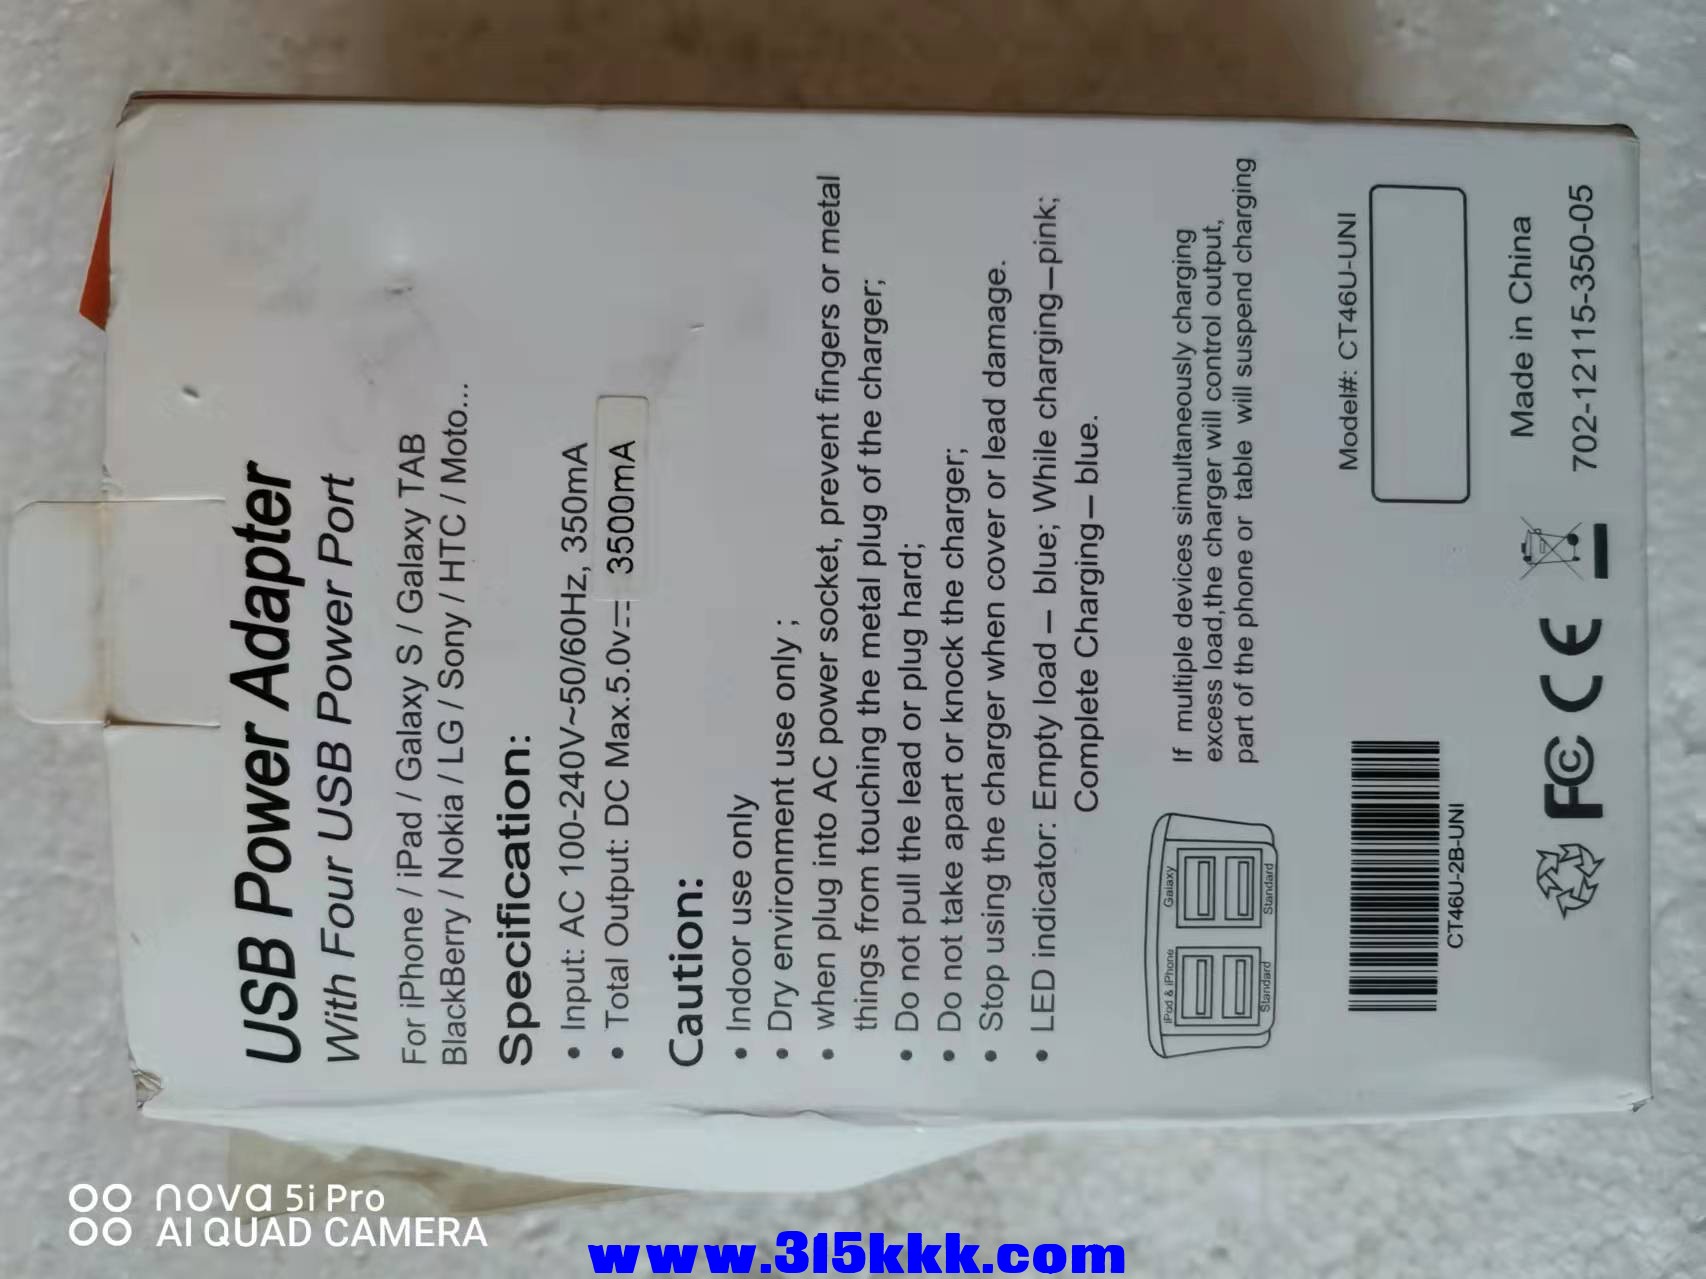 USB Power Adapter
With Four USB Power Port
For iPhone / iPad / Galaxy S / Galaxy TAB
BlackBerry / Nokia / LG / Sony / HTC / Moto...
Specification:
• Input: AC 100-240V~50/60Hz, 350mA
• Total Output: DC Max.5.0v⎓ 3500mA
Caution:
• Indoor use only
• Dry environment use only ;
• when plug into AC power socket, prevent fingers or metal
things from touching the metal plug of the charger;
• Do not pull the lead or plug hard;
• Do not take apart or knock the charger;
• Stop using the charger when cover or lead damage.
• LED indicator: Empty load – blue; While charging–pink;
Complete Charging– blue.
iPod & iPhone
Galaxy
Standard
Standard
If multiple devices simultaneously charging
excess load,the charger will control output,
part of the phone or table will suspend charging
CT46U-2B-UNI
Model#: CT46U-UNI
FC CE
Made in China
702-12115-350-05
nova 5i Pro
AI QUAD CAMERA
www.315kkk.com